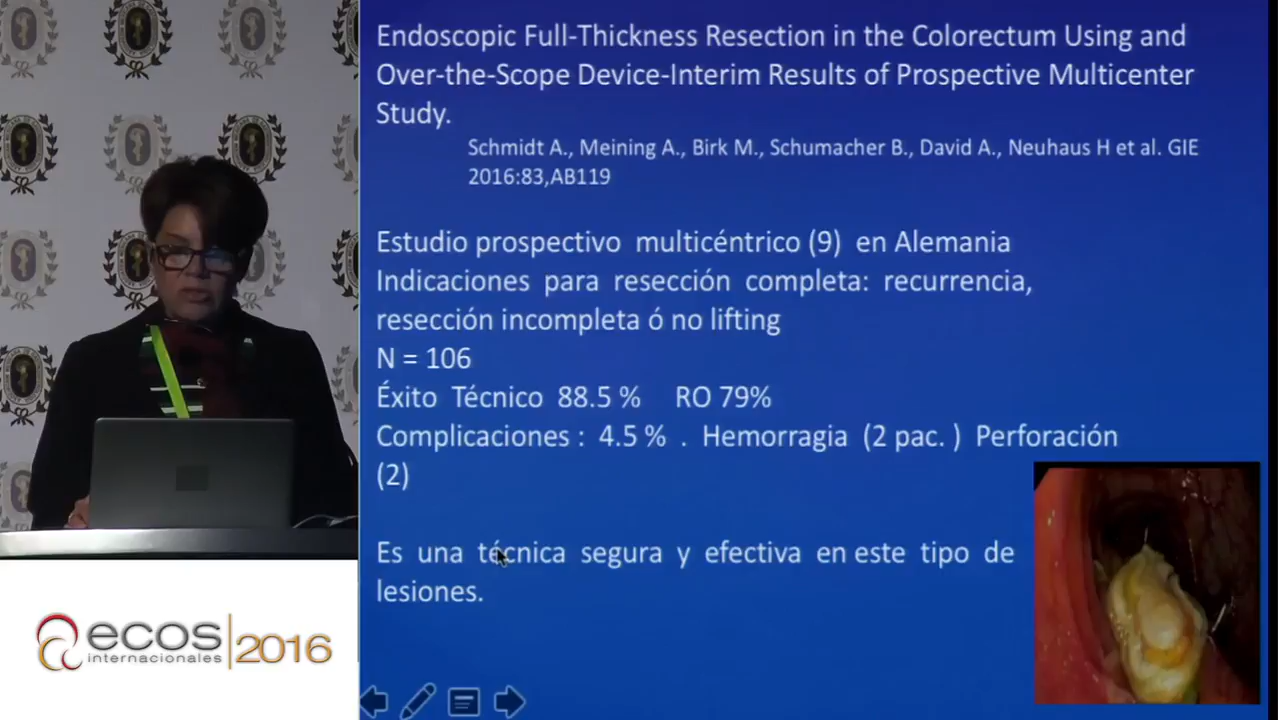 Endoscopic Full-Thickness Resection in the Colorectum Using and
Over-the-Scope Device-Interim Results of Prospective Multicenter
Study.
Schmidt A., Meining A., Birk M., Schumacher B., David A., Neuhaus H et al. GIE
2016:83,AB119
Estudio prospectivo multicéntrico (9) en Alemania
Indicaciones para resección completa: recurrencia,
resección incompleta ó no lifting
N = 106
Éxito Técnico 88.5 % RO 79%
Complicaciones : 4.5 % . Hemorragia (2 pac. ) Perforación
(2)
Es una técnica segura y efectiva en este tipo de
lesiones.
ecos
internacionales
2016